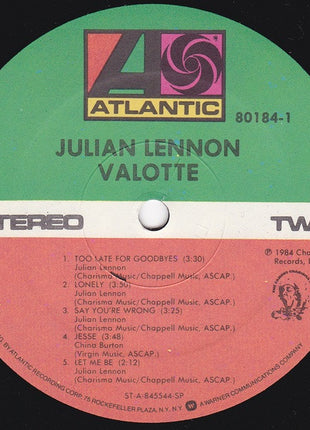 ATLANTIC
80184-1
JULIAN LENNON
VALOTTE
STEREO
TW
℗ 1984 Cha
Records,
1. TOO LATE FOR GOODBYES (3:30)
Julian Lennon
(Charisma Music/Chappell Music, ASCAP.)
2. LONELY (3:50)
Julian Lennon
(Charisma Music/Chappell Music, ASCAP.)
3. SAY YOU'RE WRONG (3:25)
Julian Lennon
(Charisma Music/Chappell Music, ASCAP.)
4. JESSE (3:48)
China Burton
(Virgin Music, ASCAP.)
5. LET ME BE (2:12)
Julian Lennon
(Charisma Music/Chappell Music, ASCAP.)
ST-A-845544-SP
BY ATLANTIC RECORDING CORP., 75 ROCKEFELLER PLAZA, N.Y., N.Y. A WARNER COMMUNICATIONS COMPANY